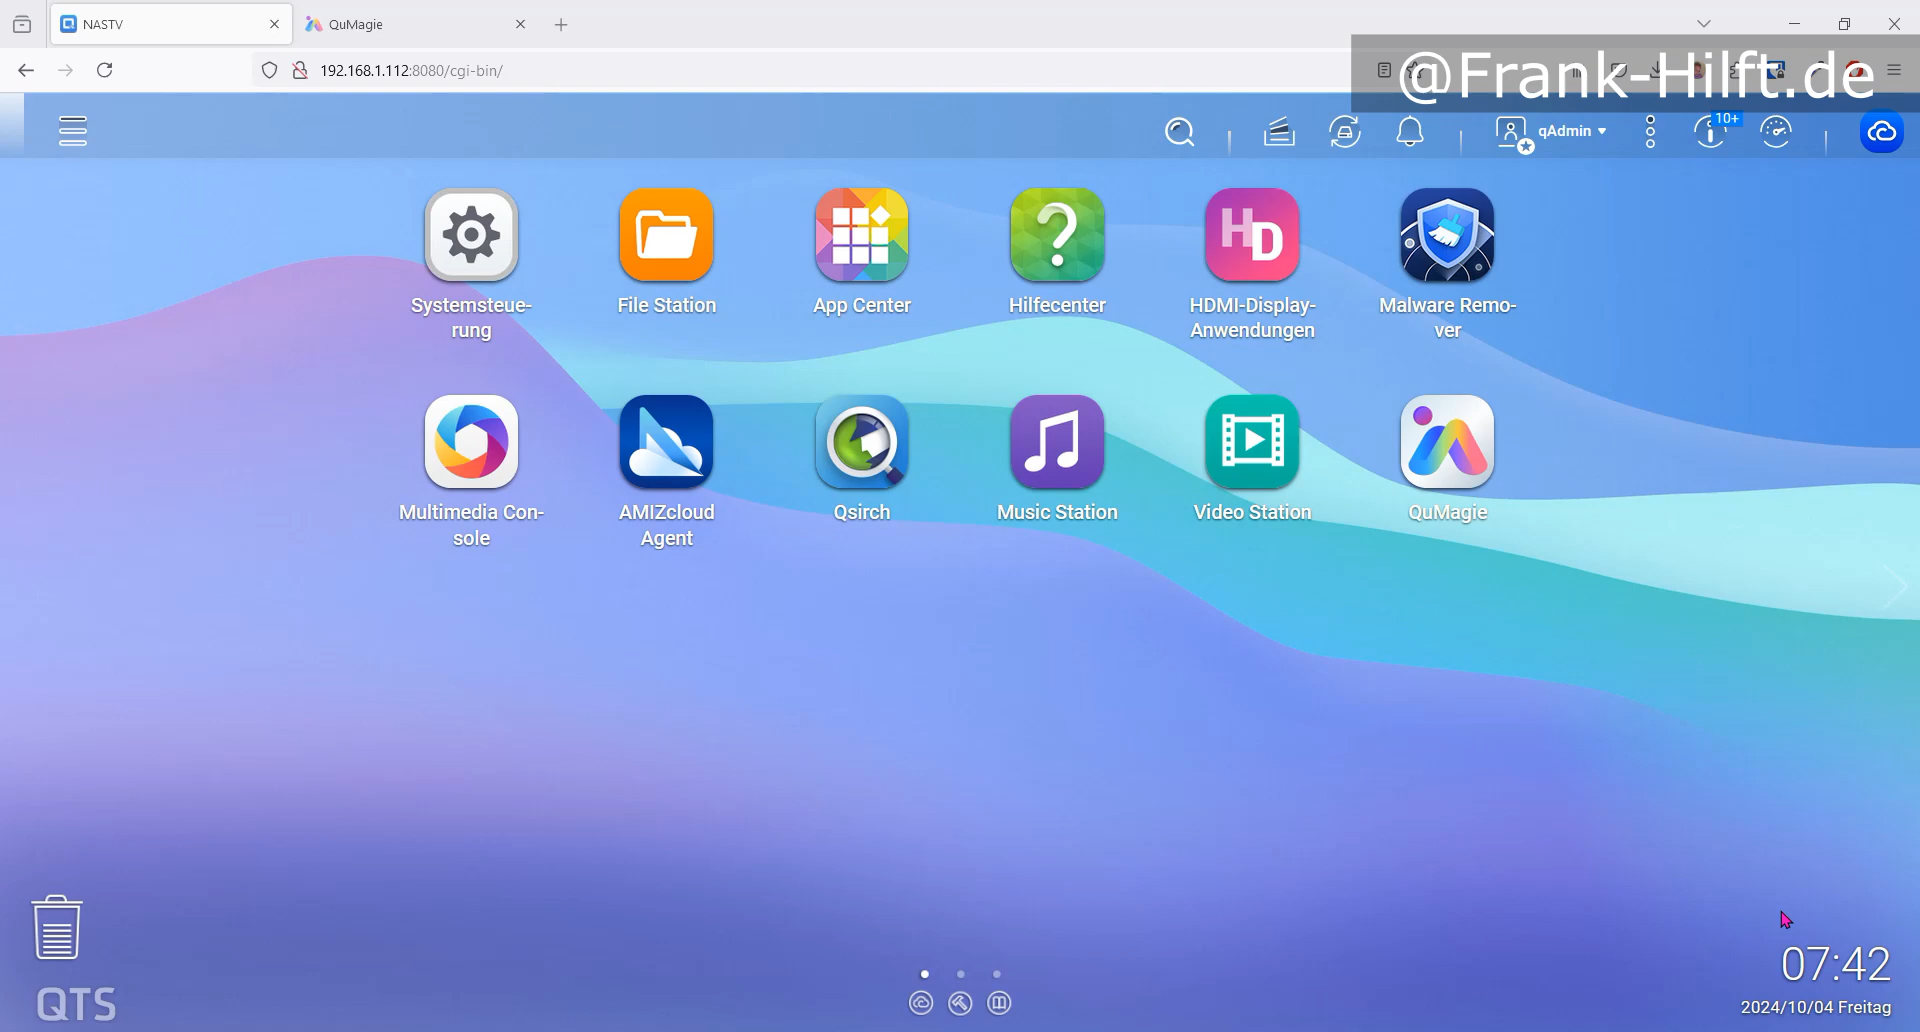 NASTV
QuMagie
192.168.1.112:8080/cgi-bin/
@Frank-Hilft.de
10+
qAdmin
HD
Systemsteue-
rung
File Station
App Center
Hilfecenter
HDMI-Display-
Anwendungen
Malware Remo-
ver
Multimedia Con-
sole
AMIZcloud
Agent
Qsirch
Music Station
Video Station
QuMagie
QTS
07:42
2024/10/04 Freitag